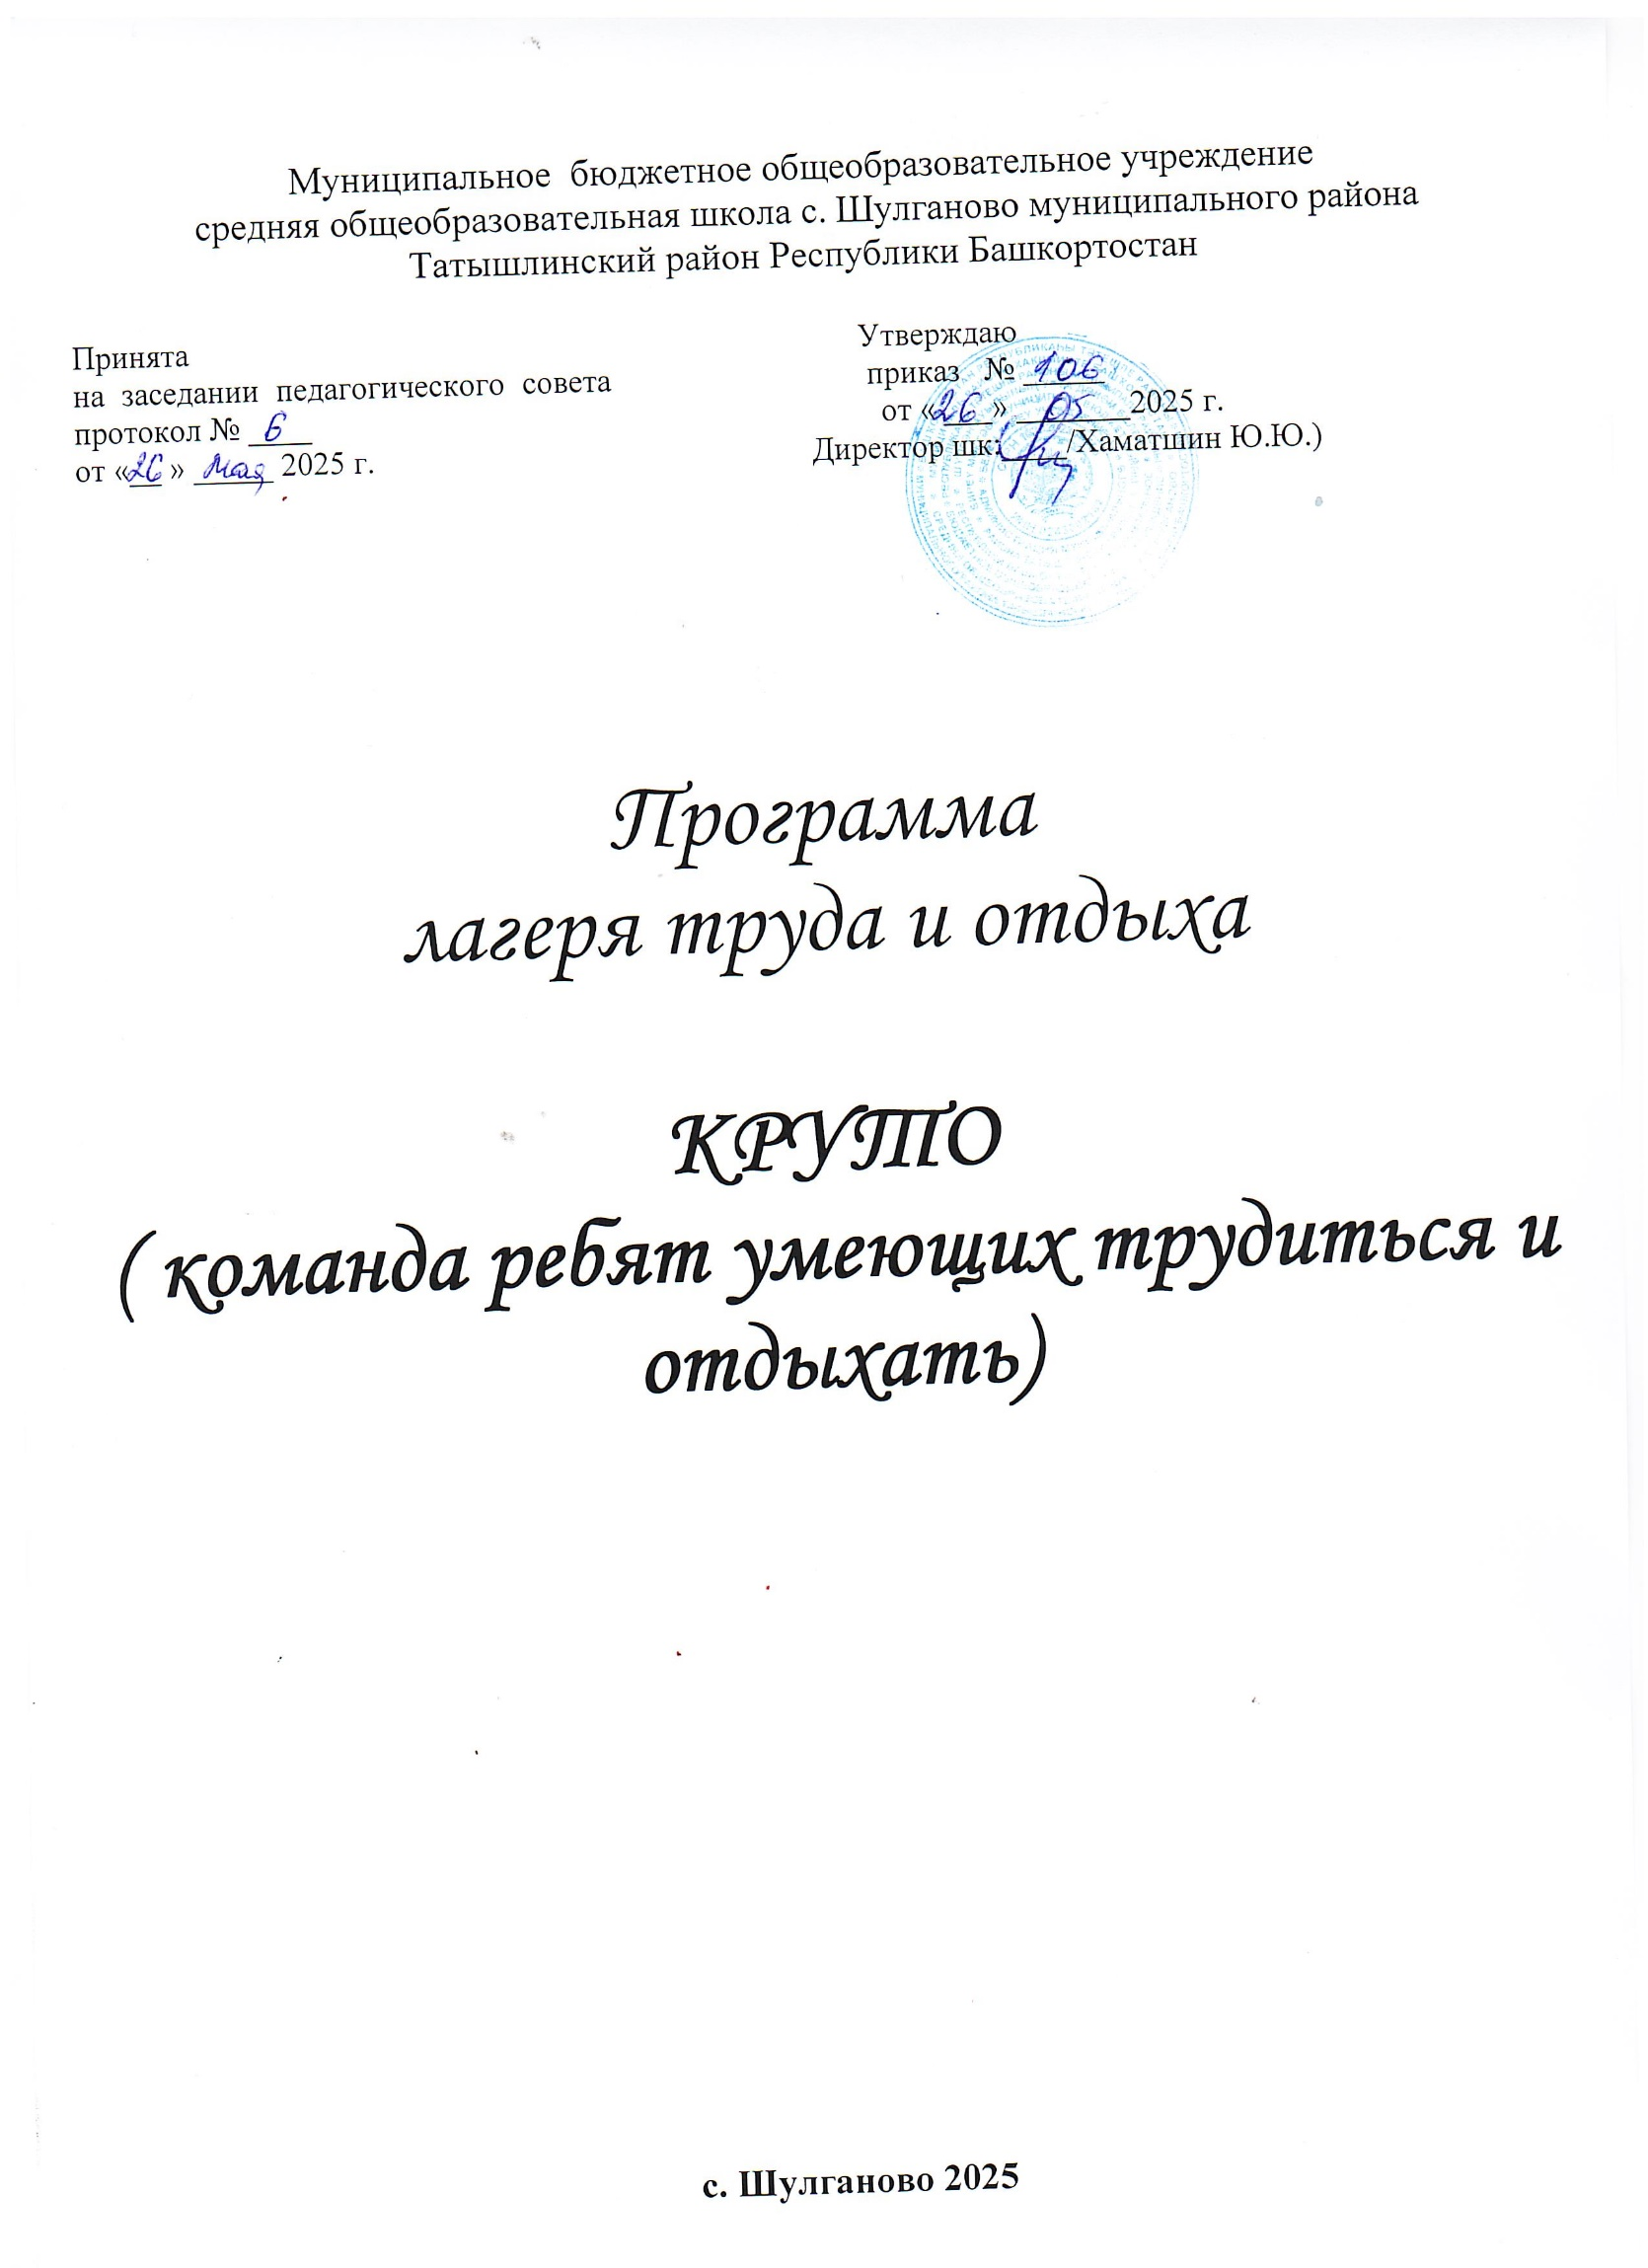 Муниципальное бюджетное общеобразовательное учреждение
средняя общеобразовательная школа с. Шулганово муниципального района
Татышлинский район Республики Башкортостан
Принята
на заседании педагогического совета
протокол № 6
от «26» мая 2025 г.
Утверждаю
приказ № 106
от «26» 05 2025 г.
Директор шк: /Хаматшин Ю.Ю.)
Программа
лагеря труда и отдыха
КРУТО
( команда ребят умеющих трудиться и
отдыхать)
с. Шулганово 2025